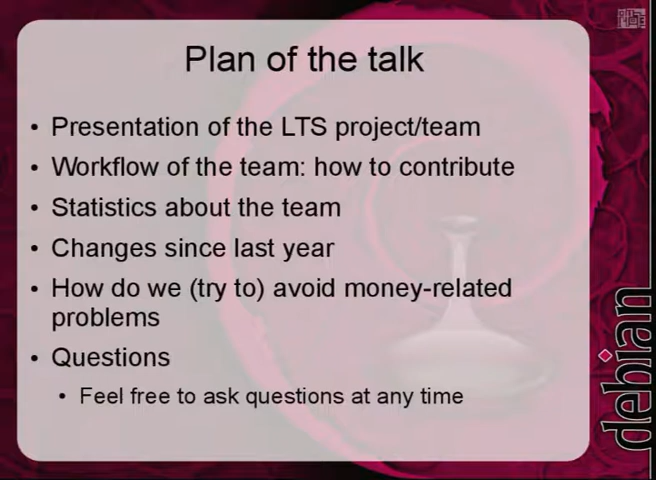 Plan of the talk
• Presentation of the LTS project/team
• Workflow of the team: how to contribute
• Statistics about the team
• Changes since last year
• How do we (try to) avoid money-related
problems
• Questions
• Feel free to ask questions at any time
debian